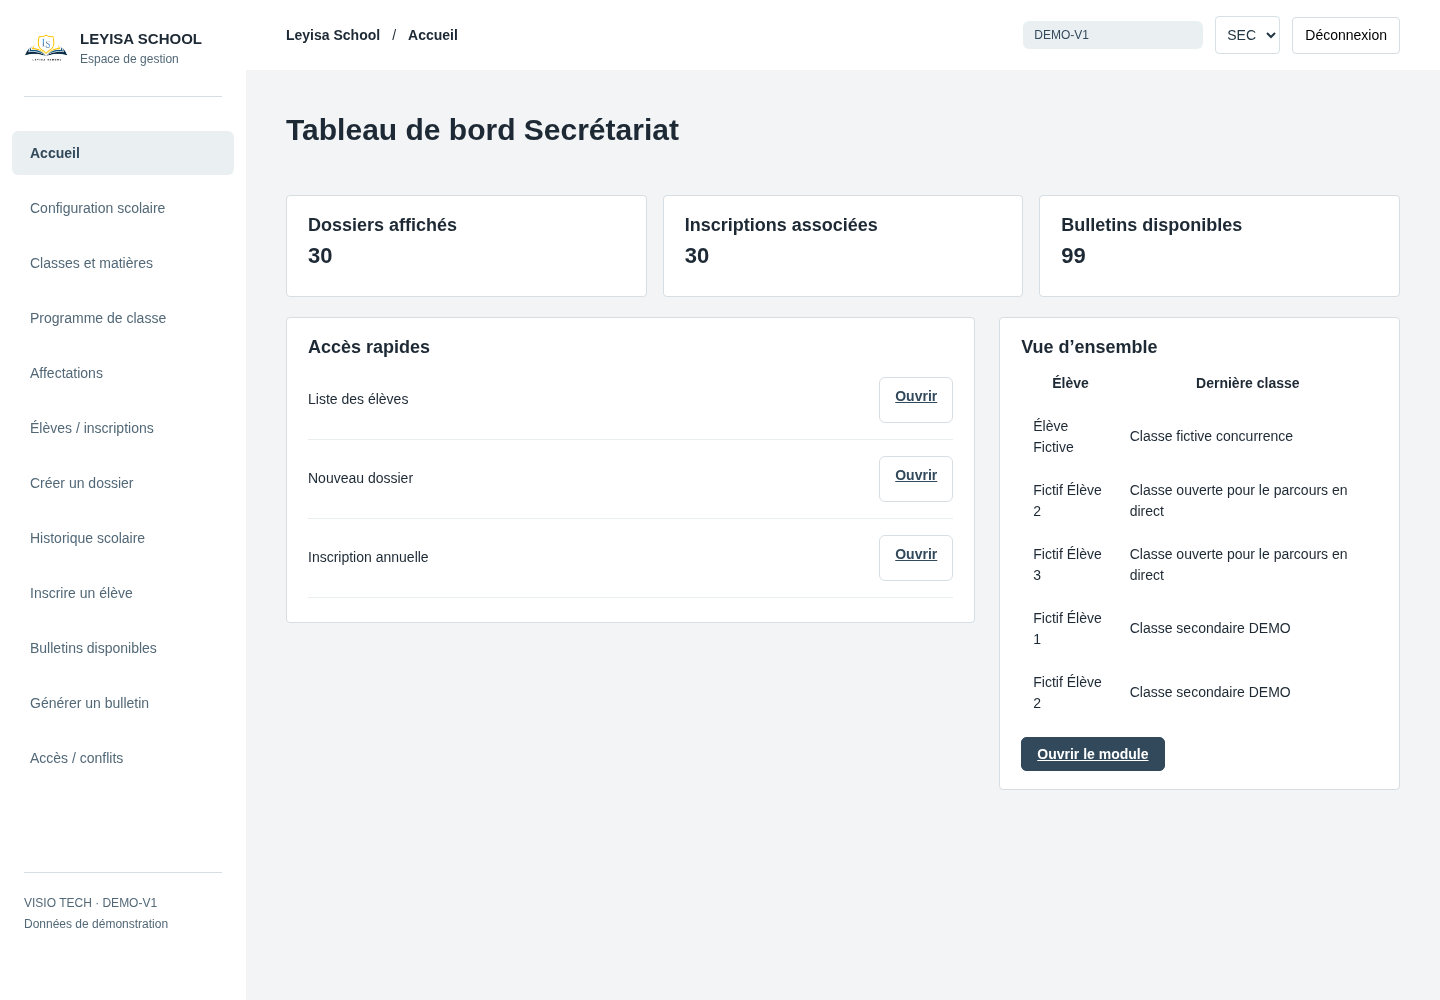 LEYISA SCHOOL
Espace de gestion
Accueil
Configuration scolaire
Classes et matières
Programme de classe
Affectations
Élèves / inscriptions
Créer un dossier
Historique scolaire
Inscrire un élève
Bulletins disponibles
Générer un bulletin
Accès / conflits
VISIO TECH · DEMO-V1
Données de démonstration
Leyisa School / Accueil
DEMO-V1
SEC
Déconnexion
Tableau de bord Secrétariat
Dossiers affichés
30
Inscriptions associées
30
Bulletins disponibles
99
Accès rapides
Liste des élèves
Ouvrir
Nouveau dossier
Ouvrir
Inscription annuelle
Ouvrir
Vue d’ensemble
Élève Dernière classe
Élève
Fictive
Classe fictive concurrence
Fictif Élève
2
Classe ouverte pour le parcours en
direct
Fictif Élève
3
Classe ouverte pour le parcours en
direct
Fictif Élève
1
Classe secondaire DEMO
Fictif Élève
2
Classe secondaire DEMO
Ouvrir le module